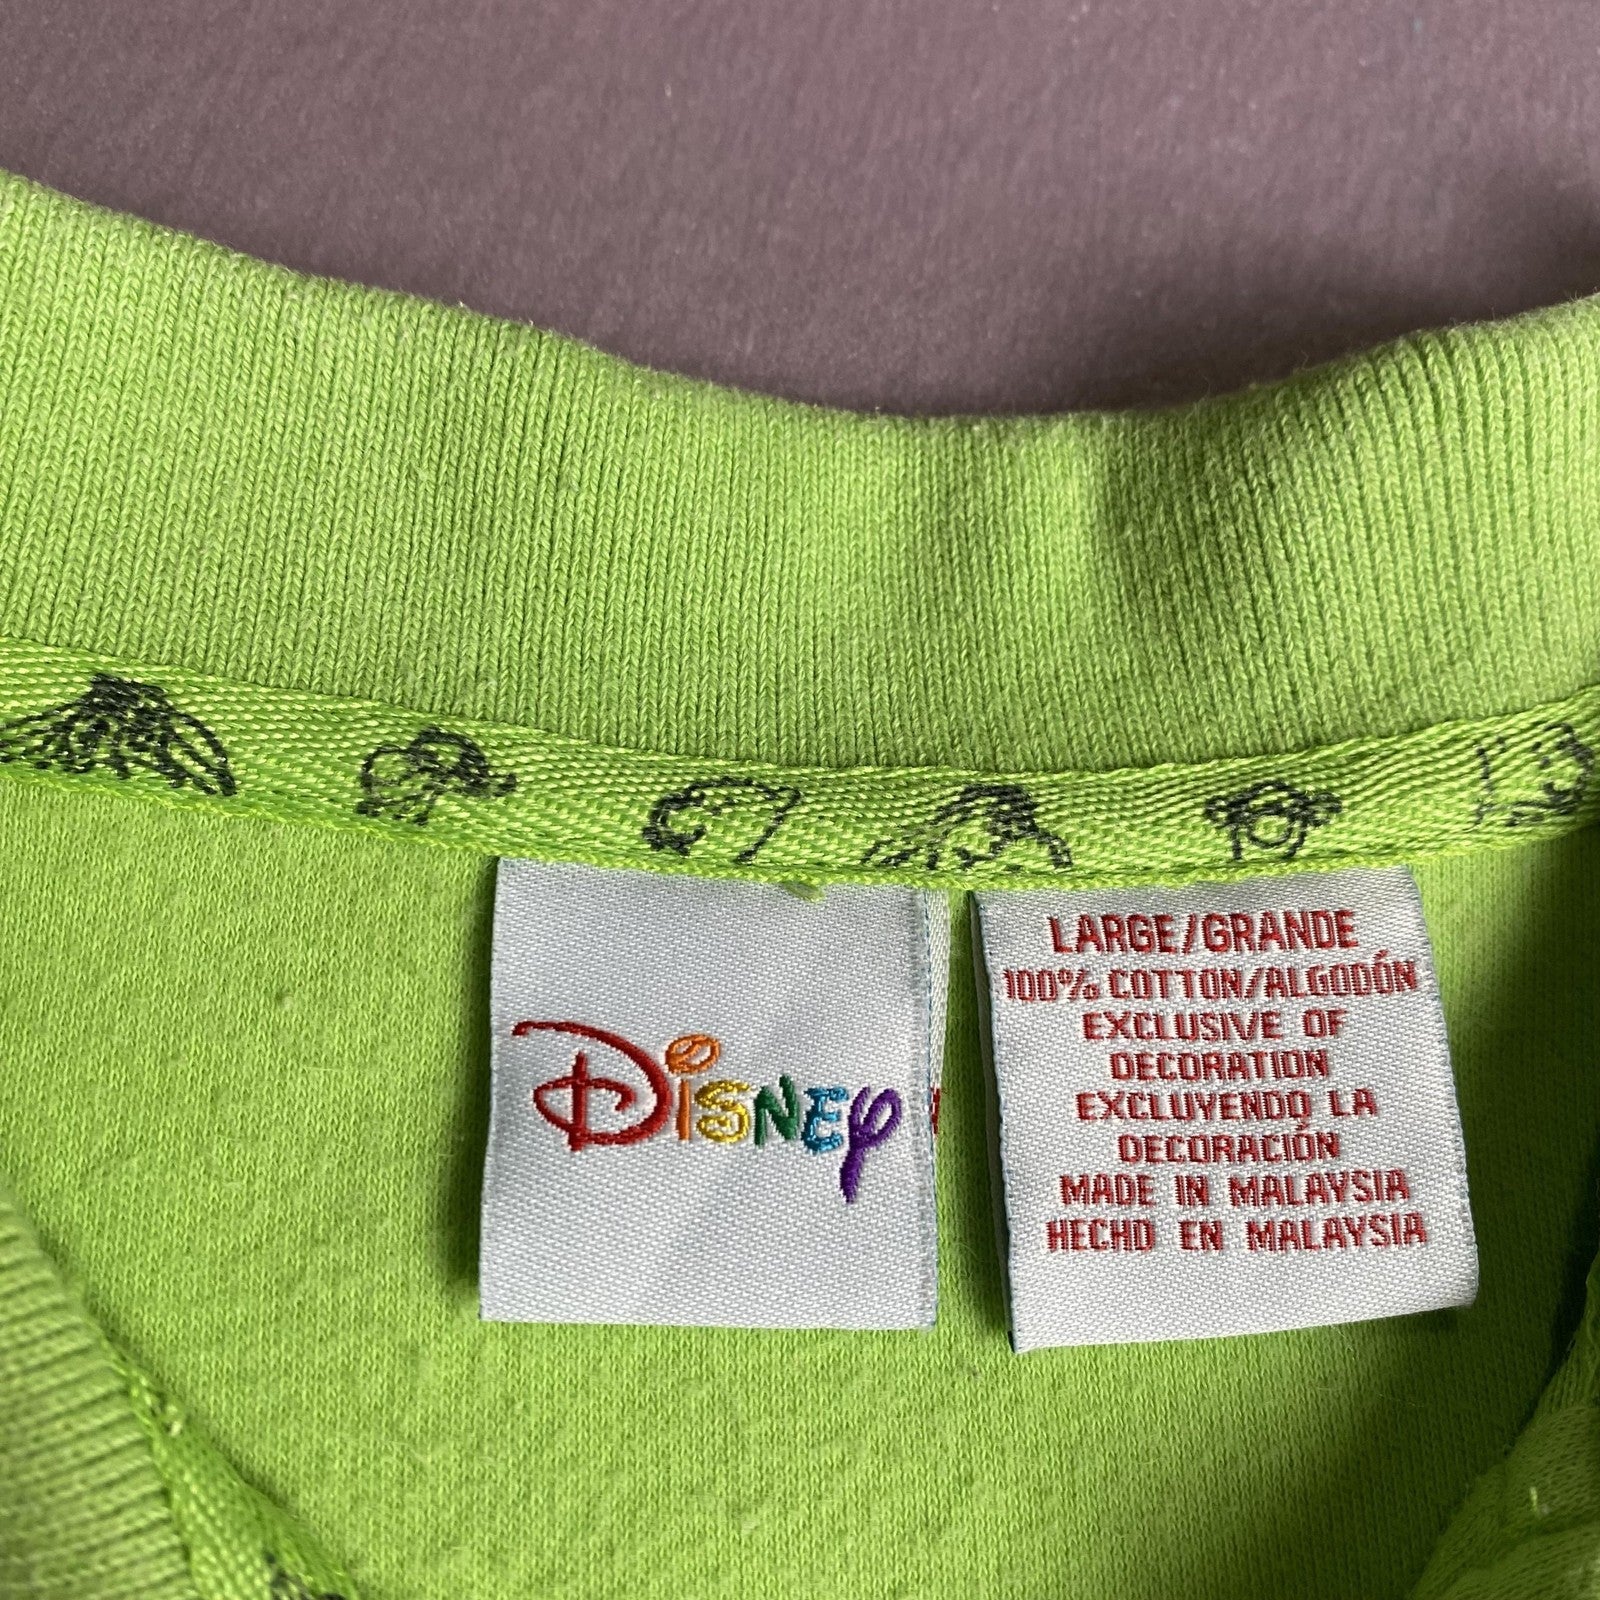 DISNEY
LARGE/GRANDE
100% COTTON/ALGODÓN
EXCLUSIVE OF
DECORATION
EXCLUYENDO LA
DECORACIÓN
MADE IN MALAYSIA
HECHO EN MALAYSIA